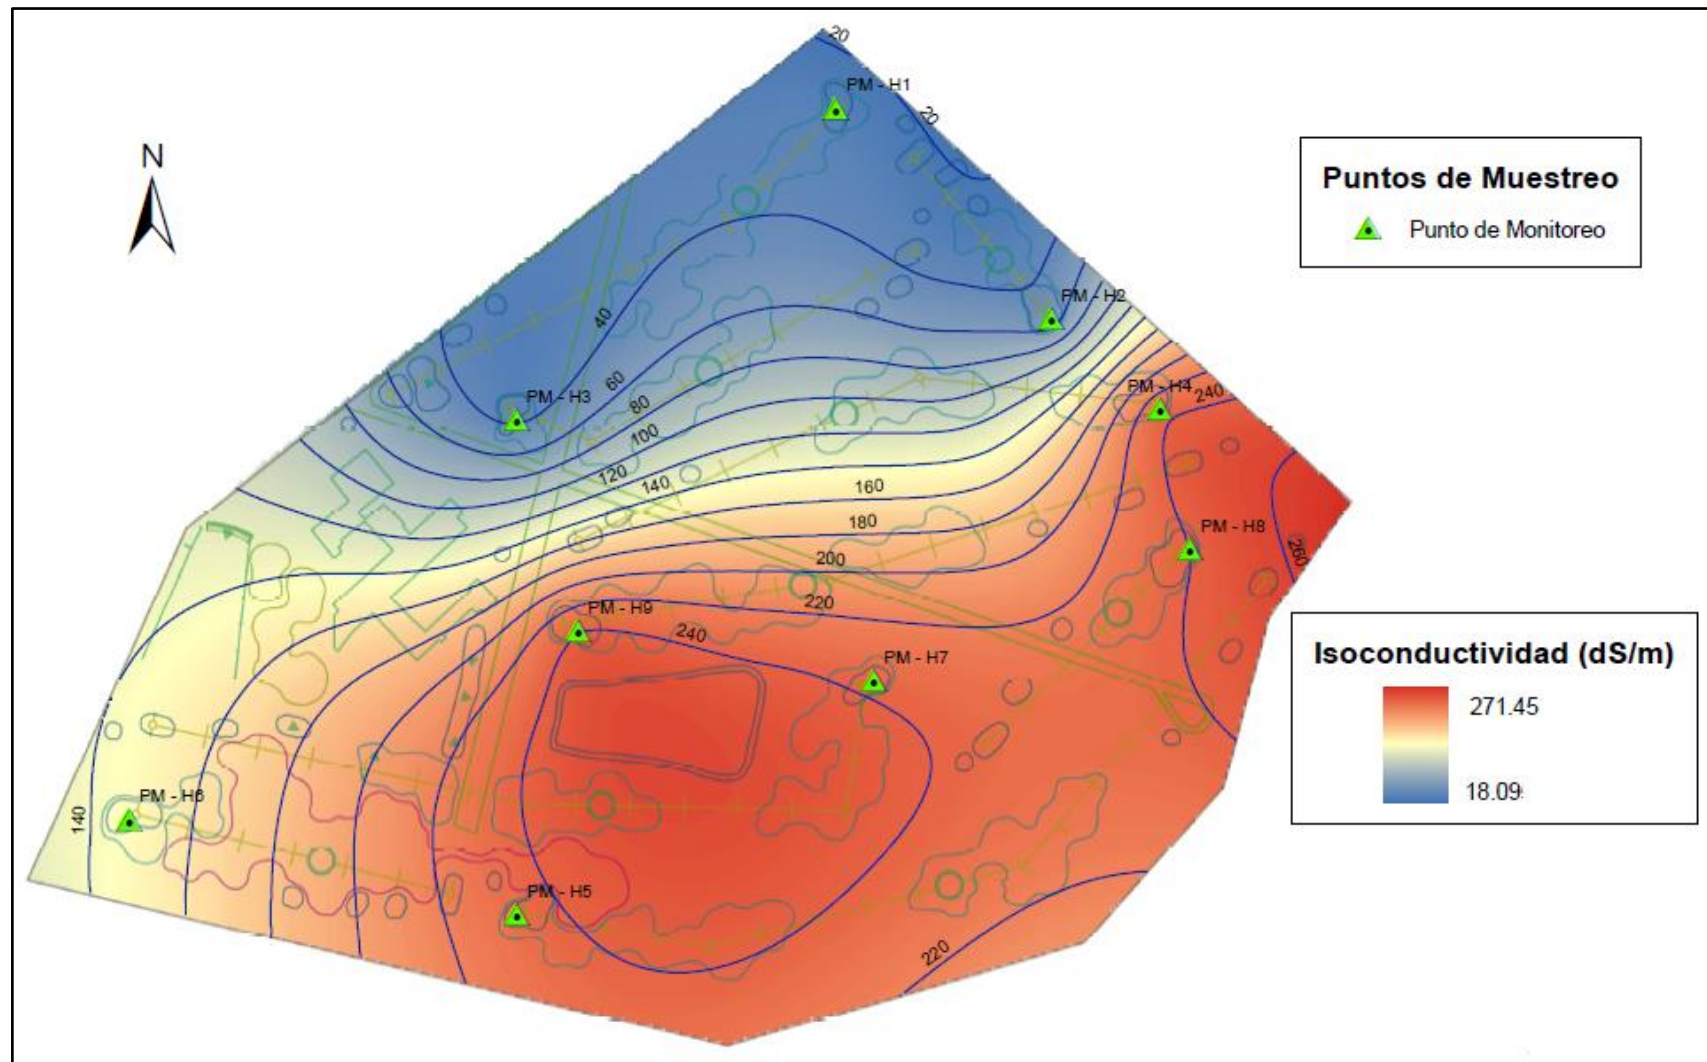 20
PM - H1
20
N
Puntos de Muestreo
Punto de Monitoreo
PM - H2
40
60
PM - H3
80
PM - H4
240
100
120
140
160
180
PM - H8
260
200
220
PM - H9
240
PM - H7
Isoconductividad (dS/m)
271.45
18.09
PM - H6
140
PM - H5
220